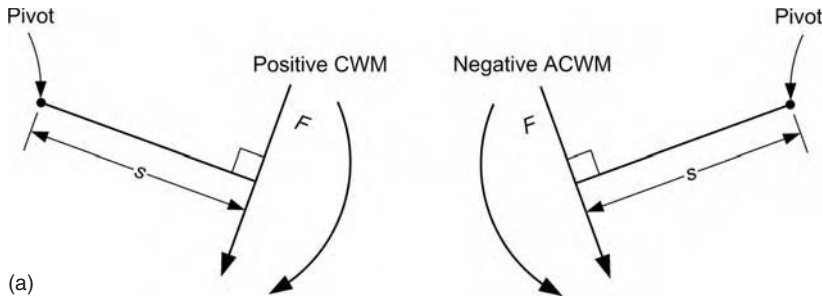 Pivot
Pivot
Positive CWM
Negative ACWM
F
F
s
s
(a)